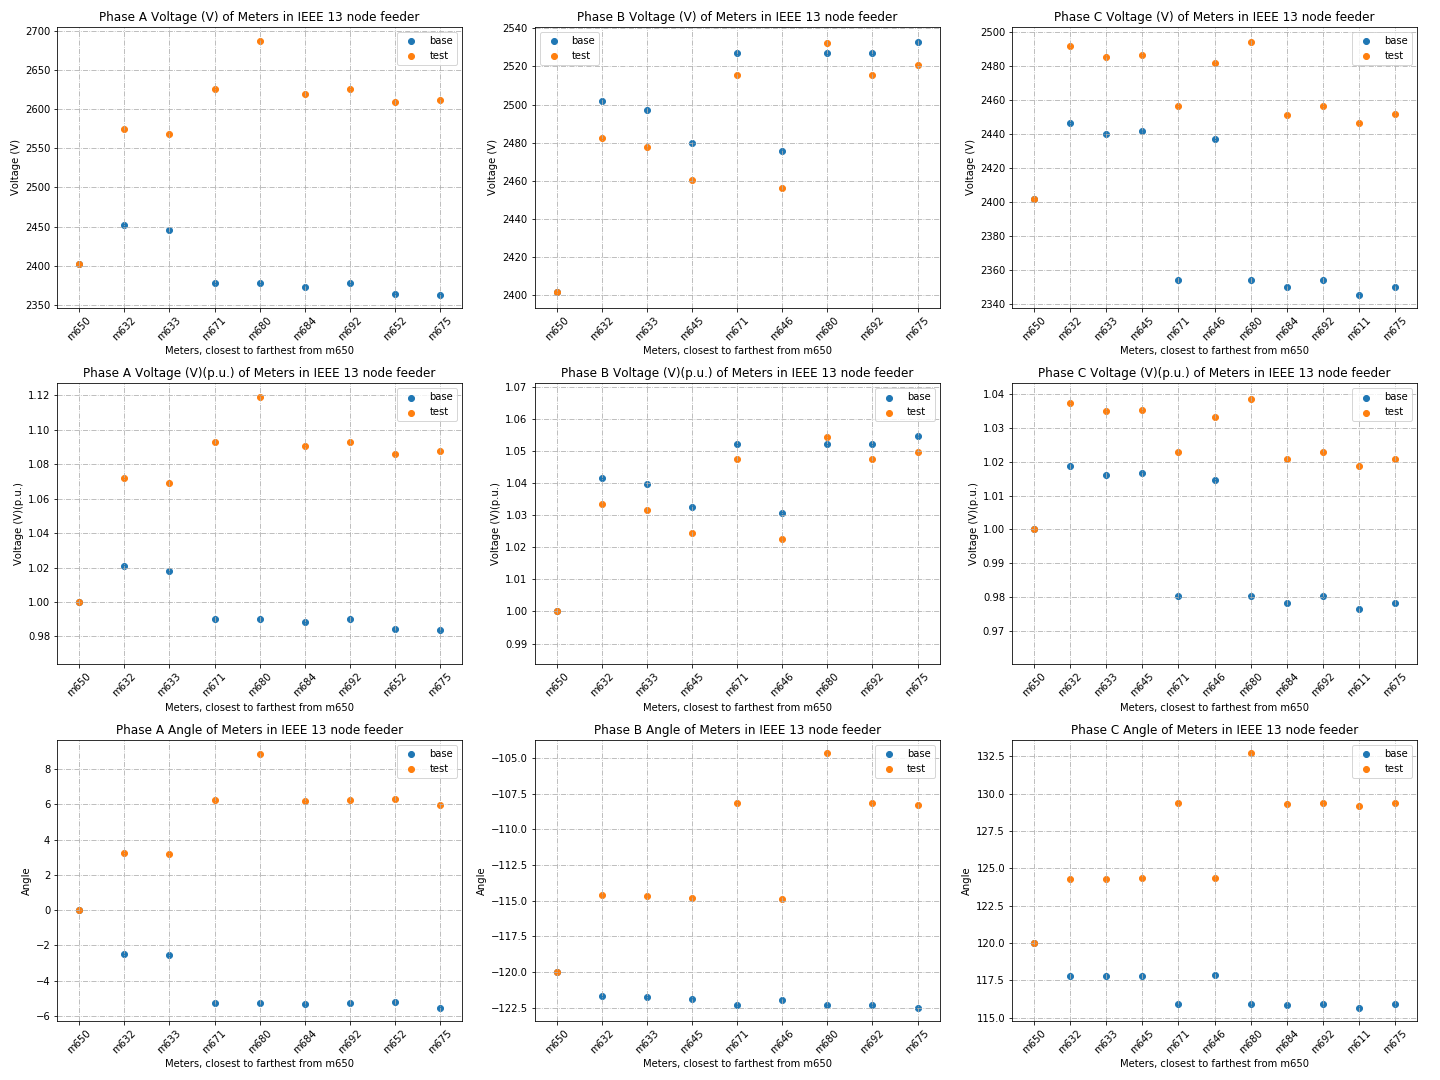 Phase A Voltage (V) of Meters in IEEE 13 node feeder
2700
2650
2600
2550
2500
2450
2400
2350
Voltage (V)
base
test
m650 m632 m633 m671 m680 m684 m692 m652 m675
Meters, closest to farthest from m650
Phase B Voltage (V) of Meters in IEEE 13 node feeder
2540
2520
2500
2480
2460
2440
2420
2400
Voltage (V)
base
test
m650 m632 m633 m645 m671 m646 m680 m692 m675
Meters, closest to farthest from m650
Phase C Voltage (V) of Meters in IEEE 13 node feeder
2500
2480
2460
2440
2420
2400
2380
2360
2340
Voltage (V)
base
test
m650 m632 m633 m645 m671 m646 m680 m684 m692 m611 m675
Meters, closest to farthest from m650
Phase A Voltage (V)(p.u.) of Meters in IEEE 13 node feeder
1.12
1.10
1.08
1.06
1.04
1.02
1.00
0.98
Voltage (V)(p.u.)
base
test
m650 m632 m633 m671 m680 m684 m692 m652 m675
Meters, closest to farthest from m650
Phase B Voltage (V)(p.u.) of Meters in IEEE 13 node feeder
1.07
1.06
1.05
1.04
1.03
1.02
1.01
1.00
0.99
Voltage (V)(p.u.)
base
test
m650 m632 m633 m645 m671 m646 m680 m692 m675
Meters, closest to farthest from m650
Phase C Voltage (V)(p.u.) of Meters in IEEE 13 node feeder
1.04
1.03
1.02
1.01
1.00
0.99
0.98
0.97
Voltage (V)(p.u.)
base
test
m650 m632 m633 m645 m671 m646 m680 m684 m692 m611 m675
Meters, closest to farthest from m650
Phase A Angle of Meters in IEEE 13 node feeder
8
6
4
2
0
−2
−4
−6
Angle
base
test
m650 m632 m633 m671 m680 m684 m692 m652 m675
Meters, closest to farthest from m650
Phase B Angle of Meters in IEEE 13 node feeder
−105.0
−107.5
−110.0
−112.5
−115.0
−117.5
−120.0
−122.5
Angle
base
test
m650 m632 m633 m645 m671 m646 m680 m692 m675
Meters, closest to farthest from m650
Phase C Angle of Meters in IEEE 13 node feeder
132.5
130.0
127.5
125.0
122.5
120.0
117.5
115.0
Angle
base
test
m650 m632 m633 m645 m671 m646 m680 m684 m692 m611 m675
Meters, closest to farthest from m650